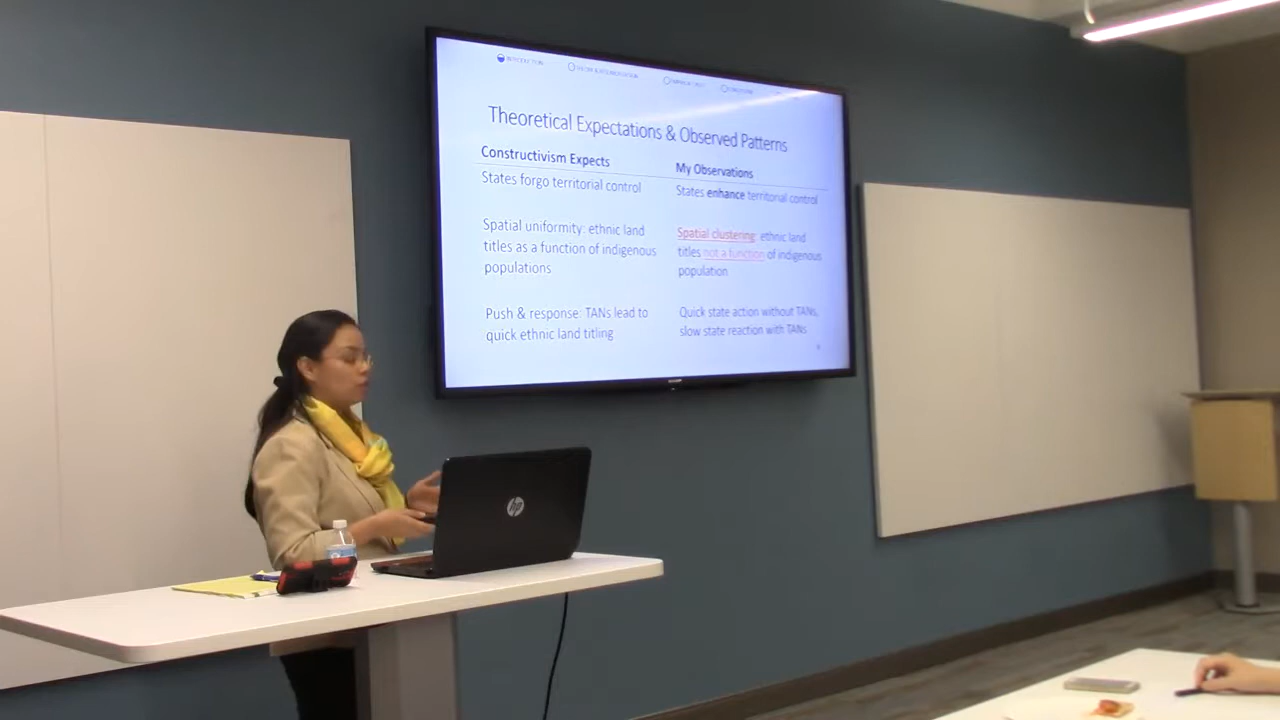 INTRODUCTION
Theoretical Expectations & Observed Patterns
Constructivism Expects
States forgo territorial control
Spatial uniformity: ethnic land
titles as a function of indigenous
populations
Push & response: TANs lead to
quick ethnic land titling
My Observations
States enhance territorial control
Spatial clustering: ethnic land
titles not a function of indigenous
population
Quick state action without TANs,
slow state reaction with TANs
hp